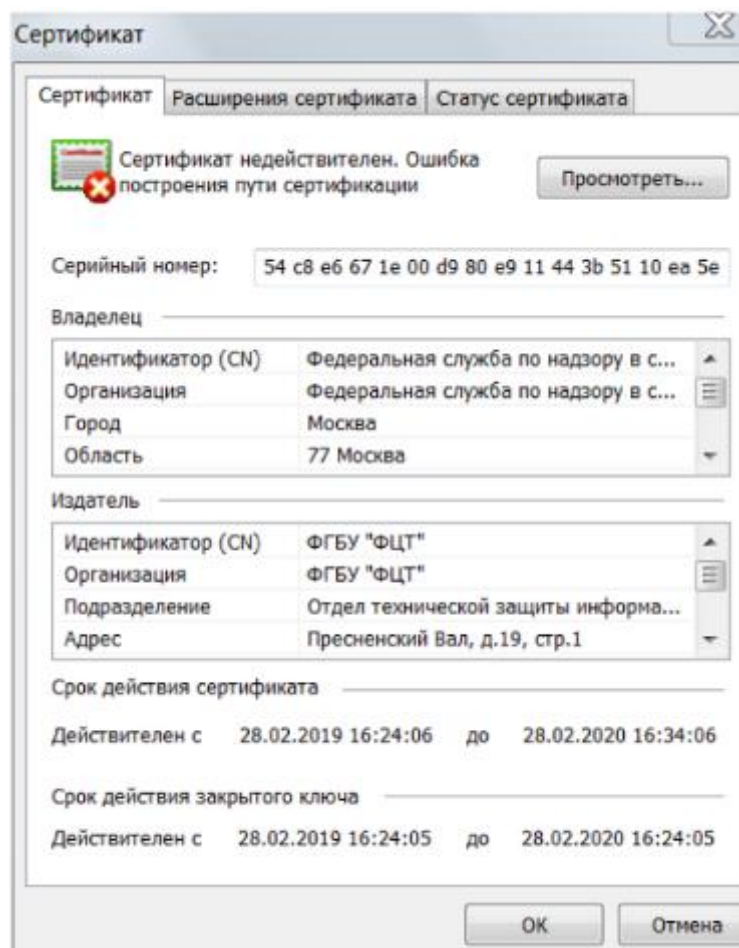 Сертификат
Сертификат Расширения сертификата Статус сертификата
Сертификат недействителен. Ошибка
построения пути сертификации
Просмотреть...
Серийный номер: 54 c8 e6 67 1e 00 d9 80 e9 11 44 3b 51 10 ea 5e
Владелец
Идентификатор (CN) Федеральная служба по надзору в с...
Организация Федеральная служба по надзору в с...
Город Москва
Область 77 Москва
Издатель
Идентификатор (CN) ФГБУ "ФЦТ"
Организация ФГБУ "ФЦТ"
Подразделение Отдел технической защиты информа...
Адрес Пресненский Вал, д.19, стр.1
Срок действия сертификата
Действителен с 28.02.2019 16:24:06 до 28.02.2020 16:34:06
Срок действия закрытого ключа
Действителен с 28.02.2019 16:24:05 до 28.02.2020 16:24:05
ОК Отмена